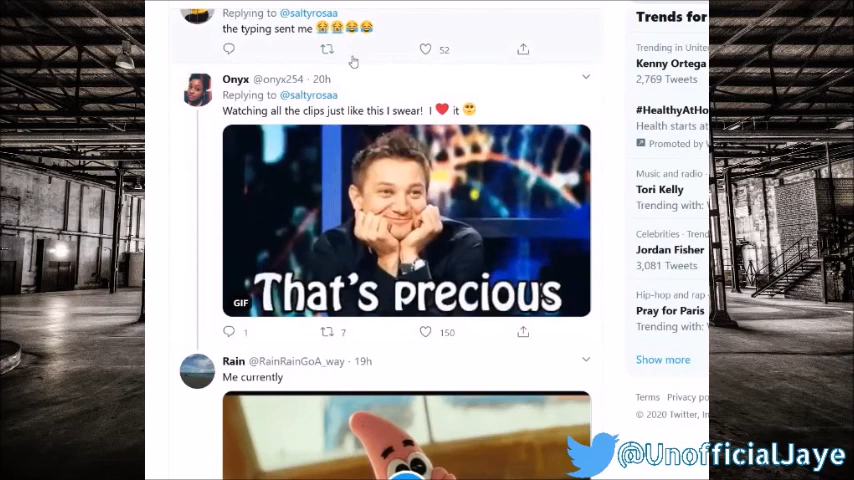 Replying to @saltyrosaa
the typing sent me 😭😭😂😂
52
Onyx @onyx254 · 20h
Replying to @saltyrosaa
Watching all the clips just like this I swear! I ❤️ it 🥺
GIF
That's precious
1 7 150
Rain @RainRainGoA_way · 19h
Me currently
Trends for
Trending in Unite
Kenny Ortega
2,769 Tweets
#HealthyAtHo
Health starts at
Promoted by
Music and radio
Tori Kelly
Trending with:
Celebrities · Trend
Jordan Fisher
3,081 Tweets
Hip-hop and rap
Pray for Paris
Trending with:
Show more
Terms Privacy po
© 2020 Twitter, In
@UnofficialJaye